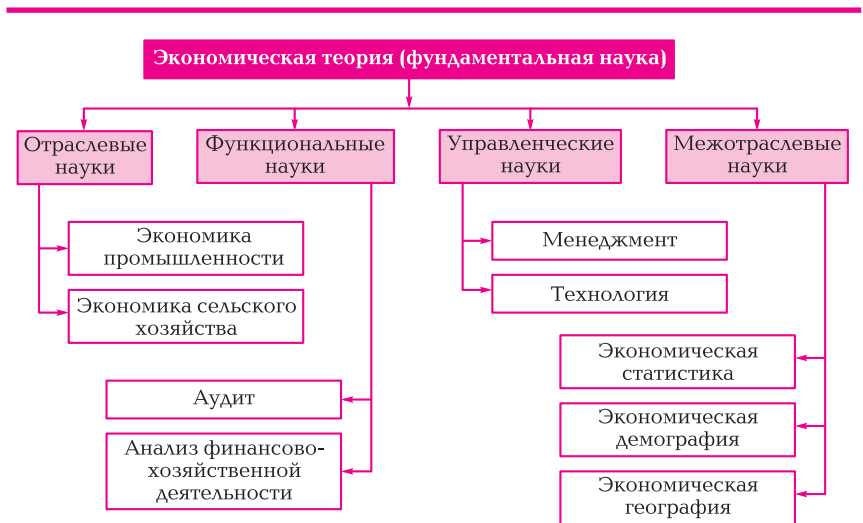 Экономическая теория (фундаментальная наука)
Отраслевые
науки
Функциональные
науки
Управленческие
науки
Межотраслевые
науки
Экономика
промышленности
Экономика сельского
хозяйства
Аудит
Анализ финансово-
хозяйственной
деятельности
Менеджмент
Технология
Экономическая
статистика
Экономическая
демография
Экономическая
география